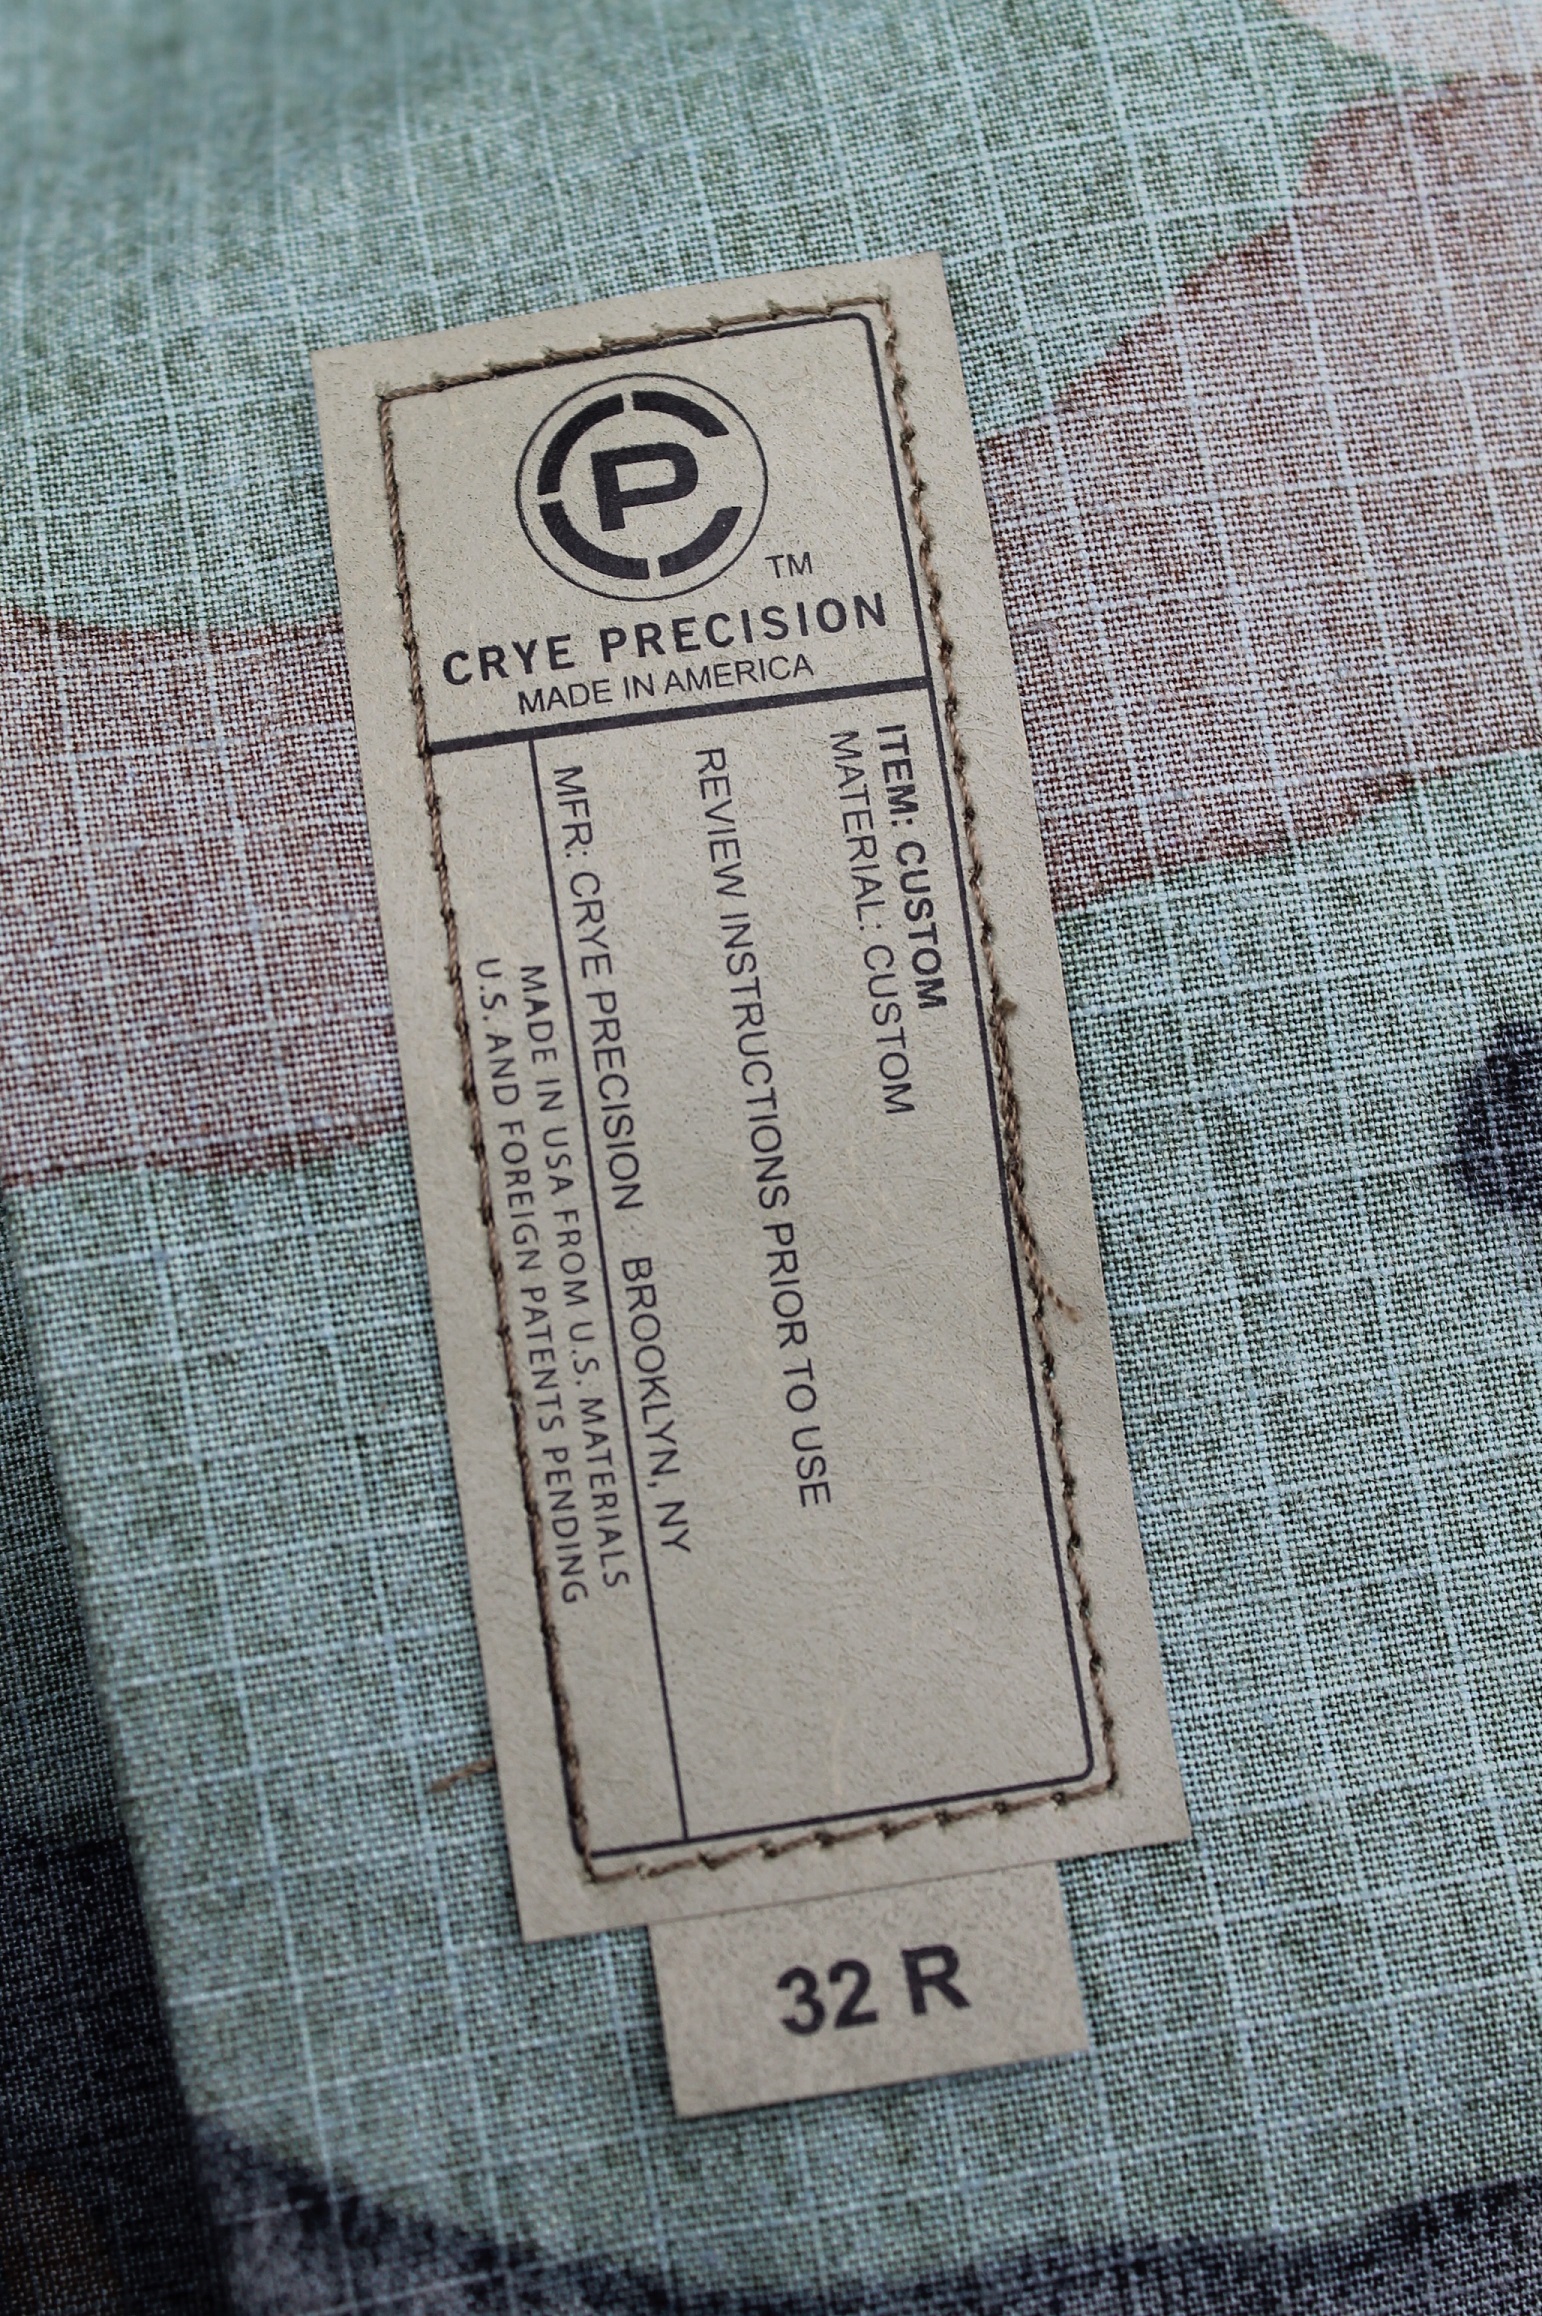 P
TM
CRYE PRECISION
MADE IN AMERICA
ITEM: CUSTOM
MATERIAL: CUSTOM
REVIEW INSTRUCTIONS PRIOR TO USE
MFR: CRYE PRECISION BROOKLYN, NY
MADE IN USA FROM U.S. MATERIALS
U.S. AND FOREIGN PATENTS PENDING
32 R